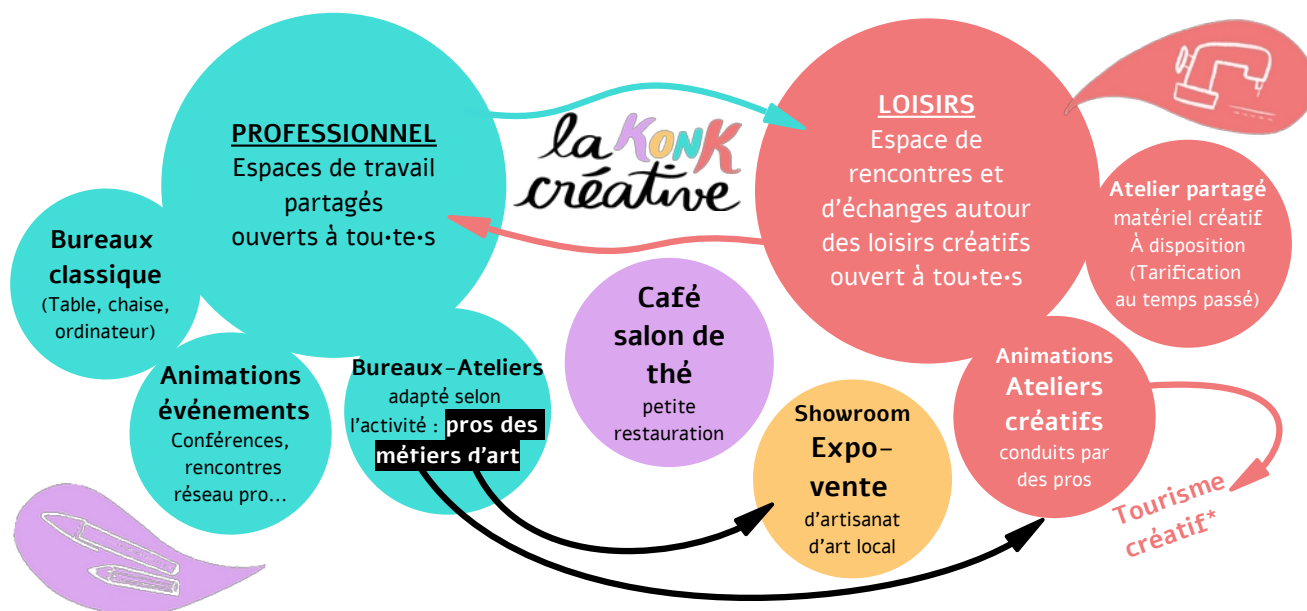 PROFESSIONNEL
Espaces de travail
partagés
ouverts à tou•te•s
Bureaux
classique
(Table, chaise,
ordinateur)
Animations
événements
Conférences,
rencontres
réseau pro...
Bureaux-Ateliers
adapté selon
l'activité : pros des
métiers d'art
la KONK
créative
Café
salon de
thé
petite
restauration
Showroom
Expo-
vente
d'artisanat
d'art local
LOISIRS
Espace de
rencontres et
d'échanges autour
des loisirs créatifs
ouvert à tou•te•s
Atelier partagé
matériel créatif
À disposition
(Tarification
au temps passé)
Animations
Ateliers
créatifs
conduits par
des pros
Tourisme
créatif*